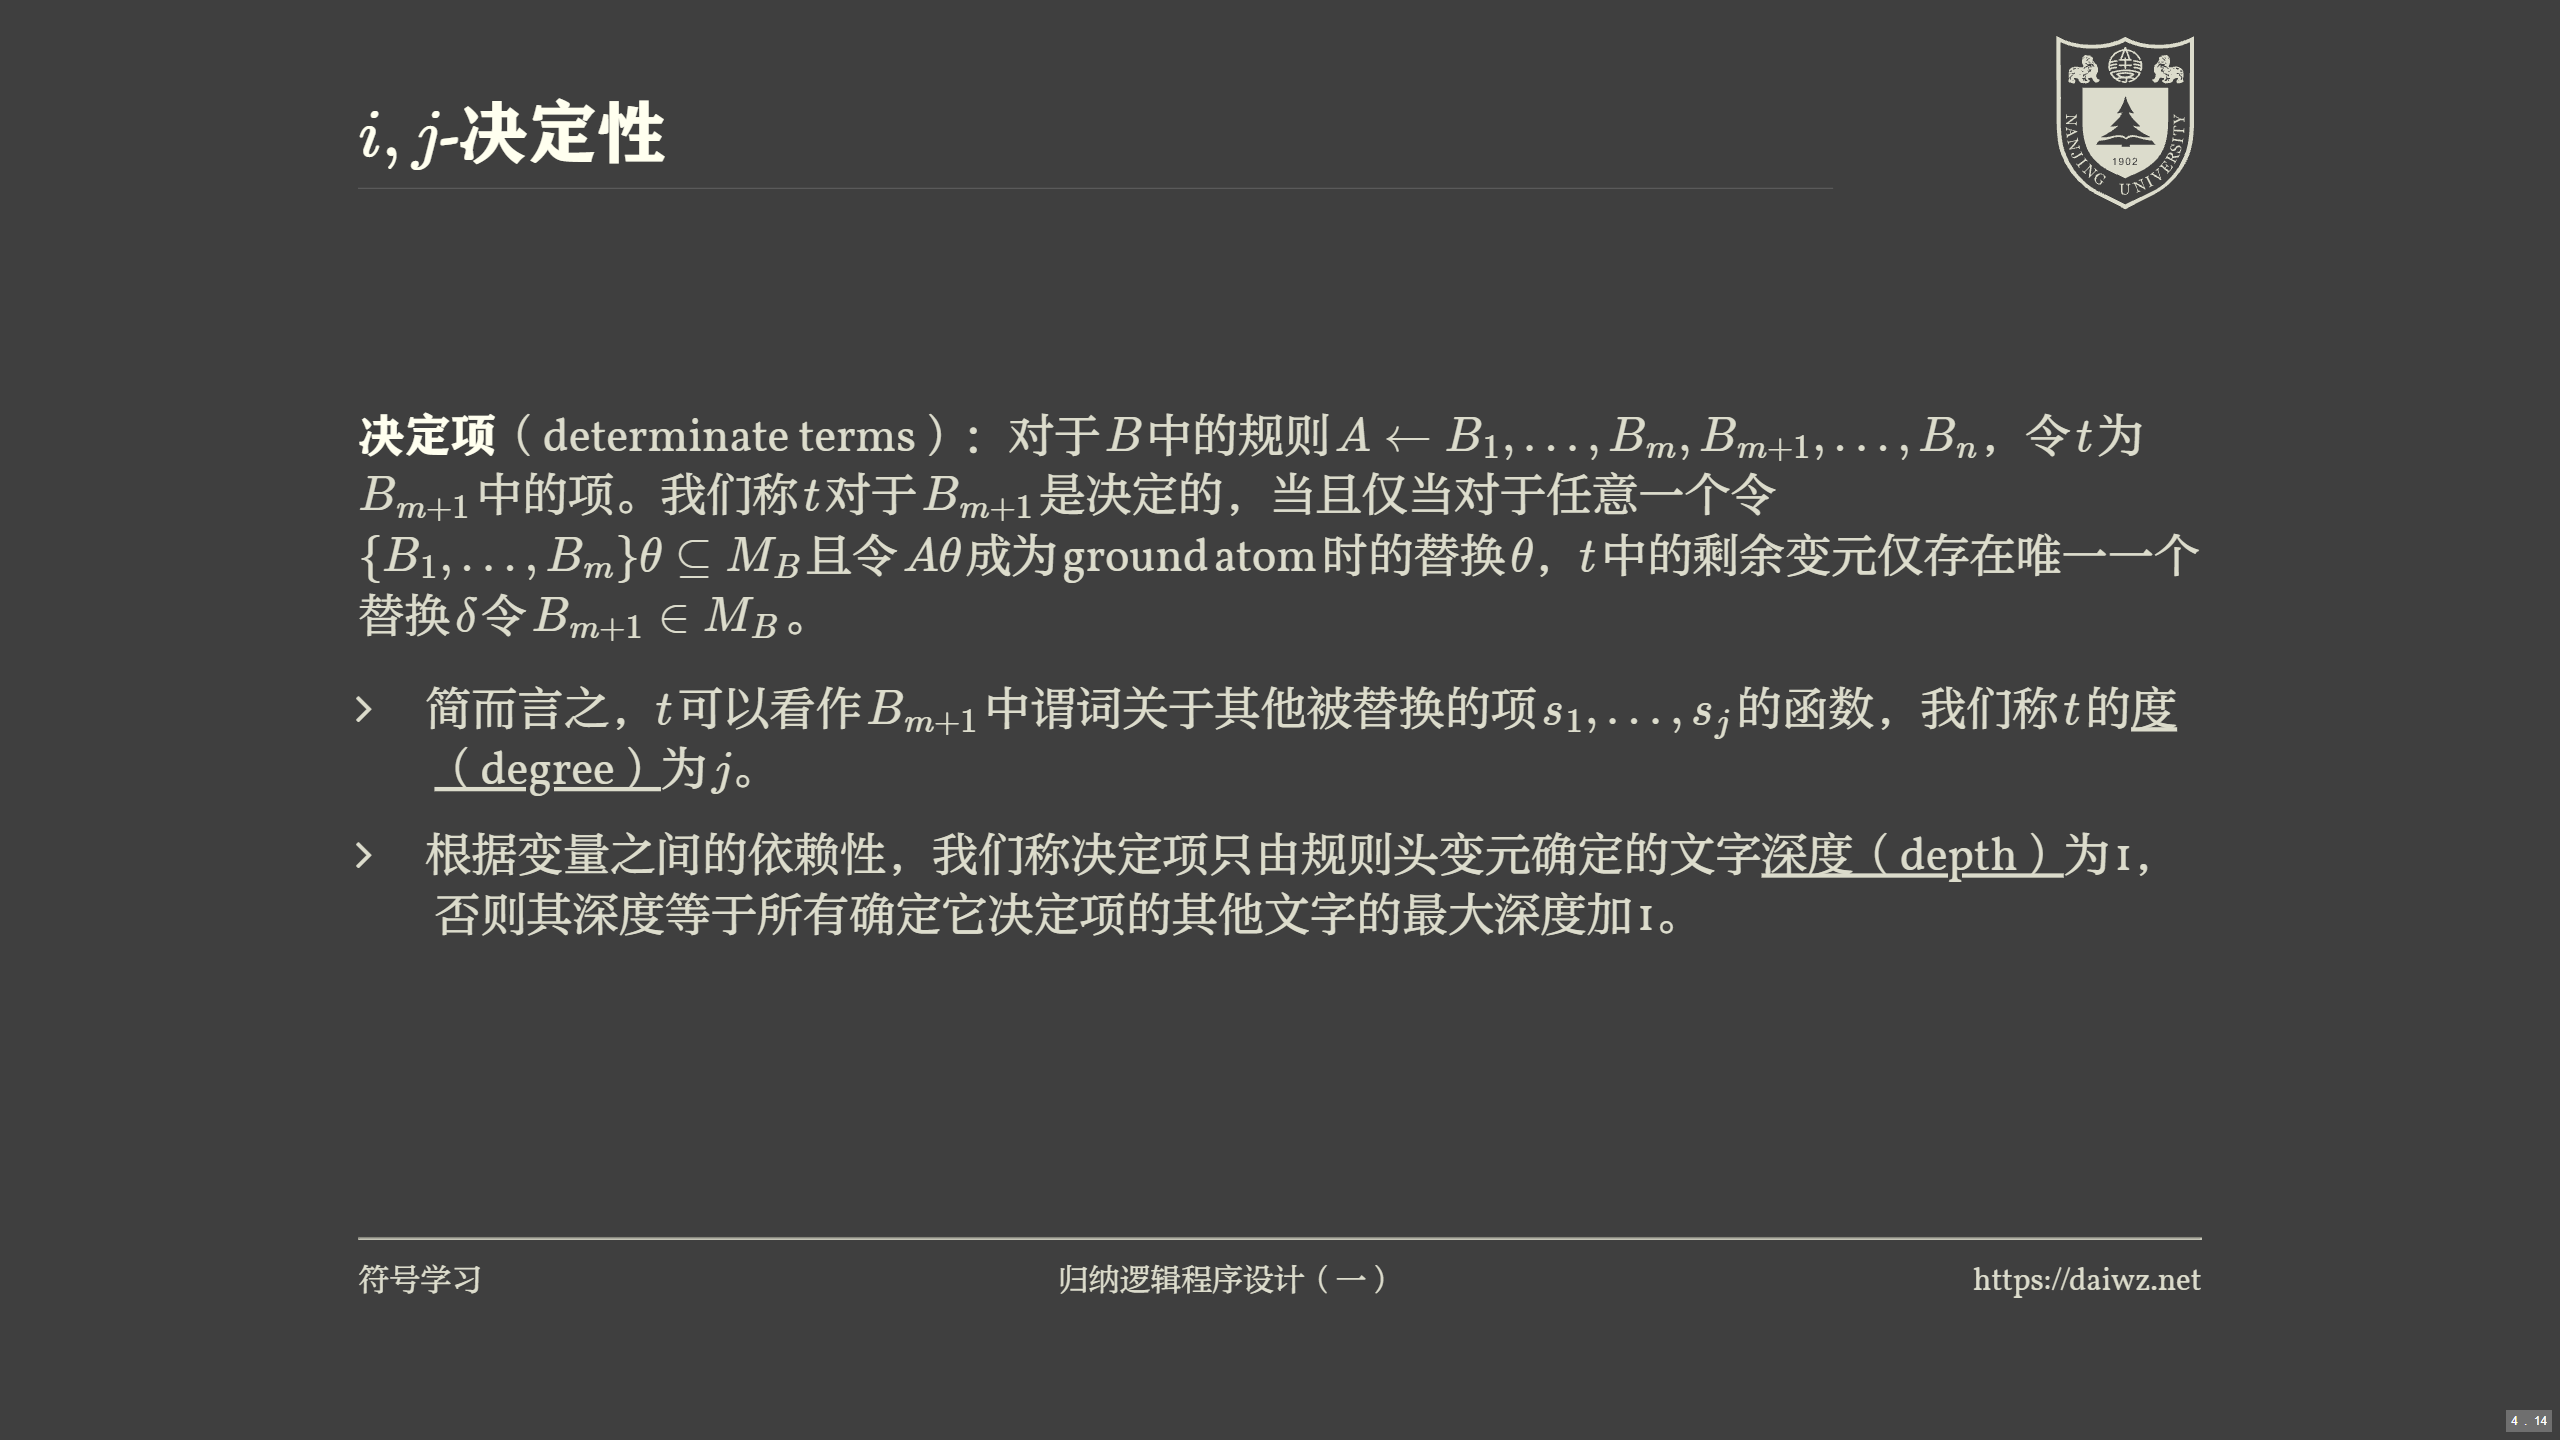 i, j-决定性
NANJING UNIVERSITY
1902
决定项（determinate terms）：对于B中的规则A ← B₁, …, Bₘ, Bₘ₊₁, …, Bₙ，令t为
Bₘ₊₁中的项。我们称t对于Bₘ₊₁是决定的，当且仅当对于任意一个令
{B₁, …, Bₘ}θ ⊆ M_B且令Aθ成为ground atom时的替换θ，t中的剩余变元仅存在唯一一个
替换δ令Bₘ₊₁ ∈ M_B。
› 简而言之，t可以看作Bₘ₊₁中谓词关于其他被替换的项s₁, …, sⱼ的函数，我们称t的度
（degree）为j。
› 根据变量之间的依赖性，我们称决定项只由规则头变元确定的文字深度（depth）为1，
否则其深度等于所有确定它决定项的其他文字的最大深度加1。
符号学习
归纳逻辑程序设计（一）
https://daiwz.net
4 . 14